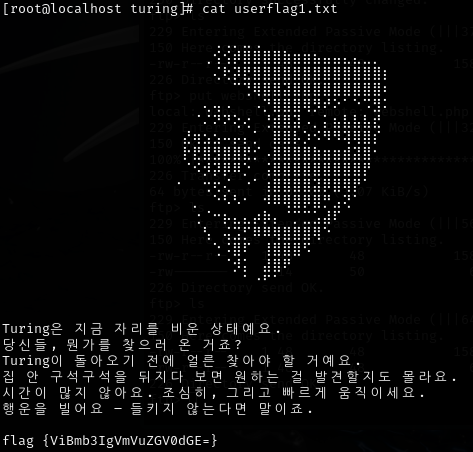 [root@localhost turing]# cat userflag1.txt
Turing은 지금 자리를 비운 상태예요.
당신들, 뭔가를 찾으러 온 거죠?
Turing이 돌아오기 전에 얼른 찾아야 할 거예요.
집 안 구석구석을 뒤지다 보면 원하는 걸 발견할지도 몰라요.
시간이 많지 않아요. 조심히, 그리고 빠르게 움직이세요.
행운을 빌어요 – 들키지 않는다면 말이죠.
flag {ViBmb3IgVmVuZGV0dGE=}